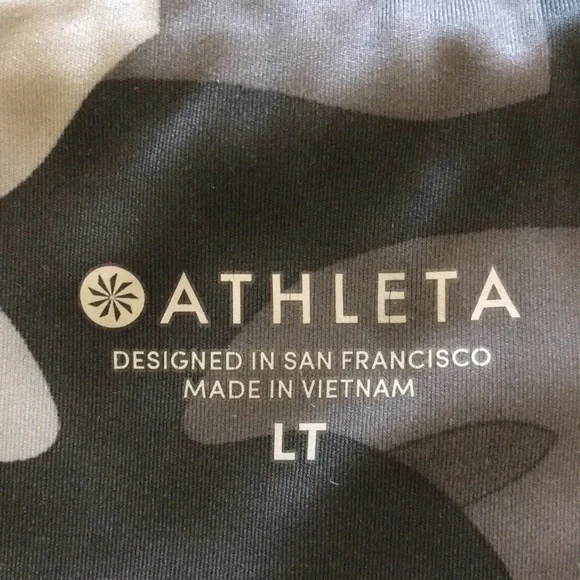 ATHLETA
DESIGNED IN SAN FRANCISCO
MADE IN VIETNAM
LT